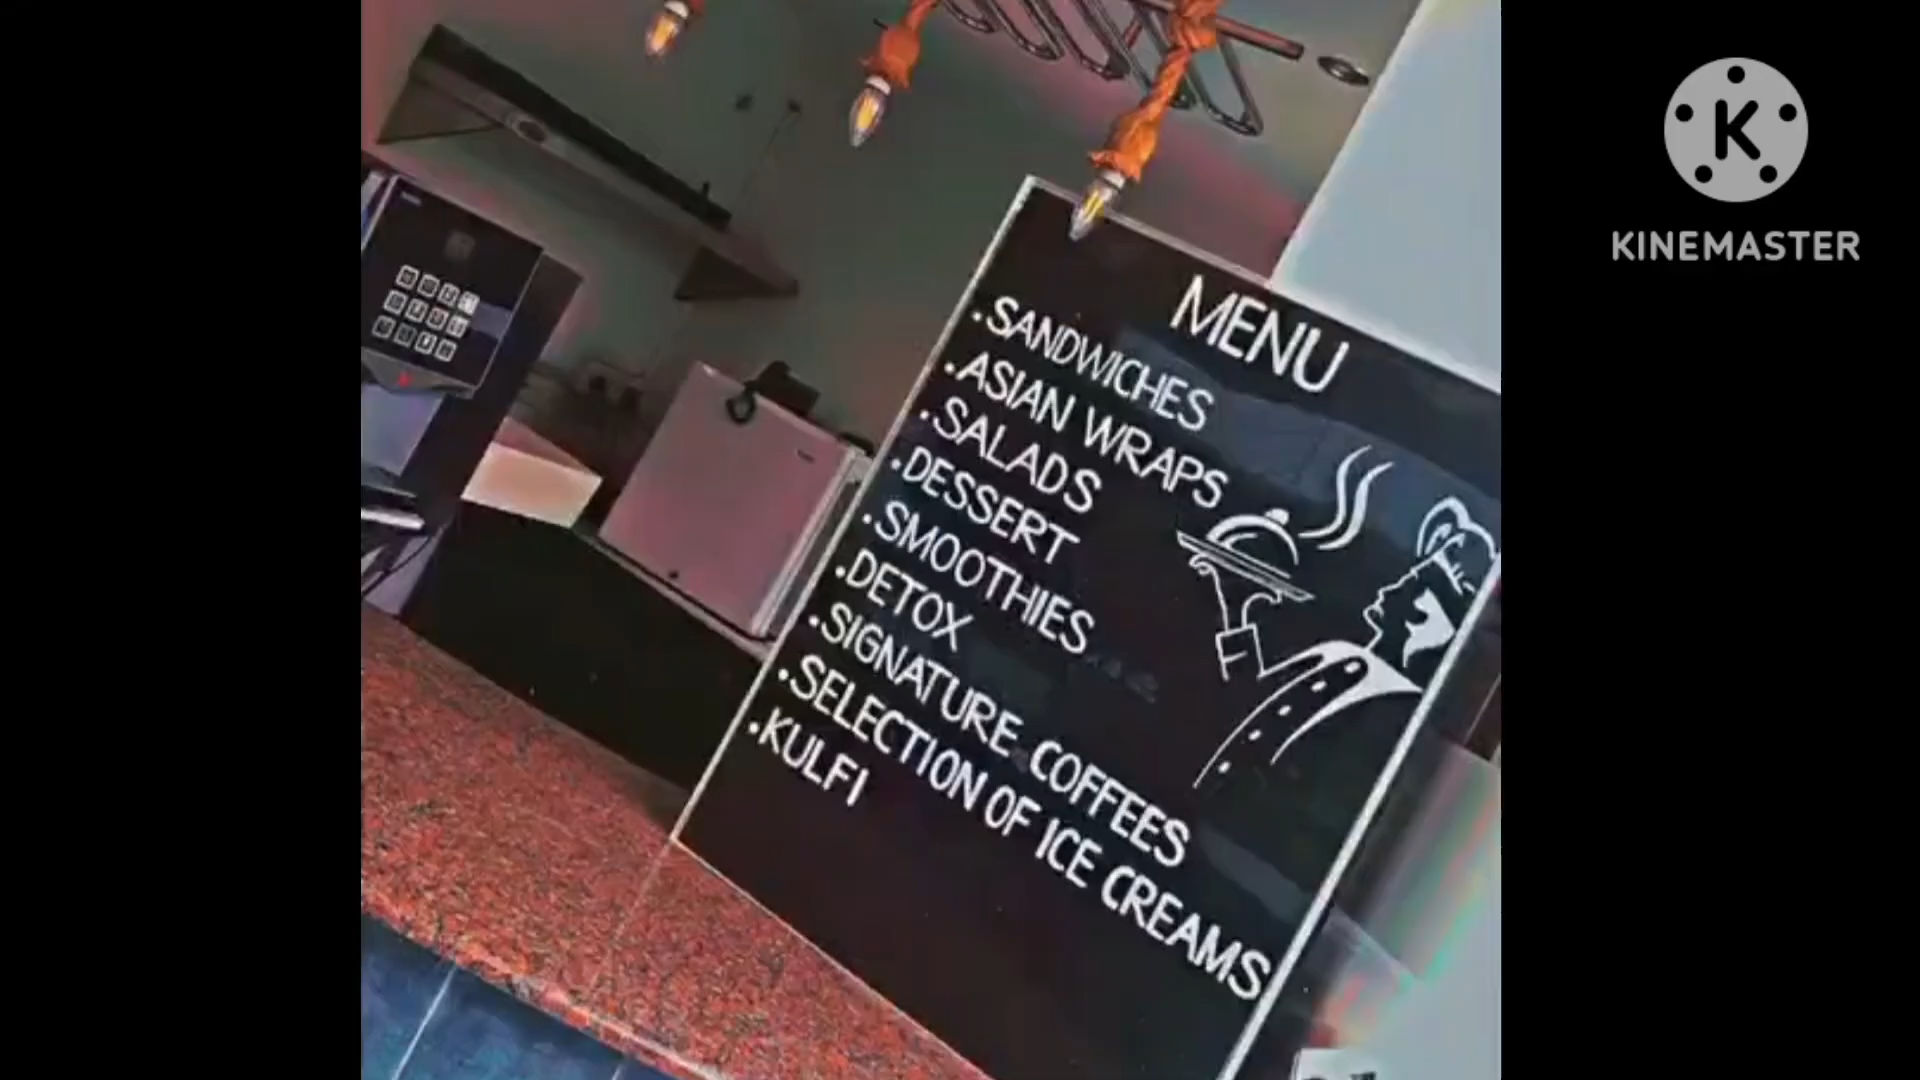 MENU
.SANDWICHES
.ASIAN WRAPS
.SALADS
.DESSERT
.SMOOTHIES
.DETOX
.SIGNATURE COFFEES
.SELECTION OF ICE CREAMS
.KULFI
K
KINEMASTER